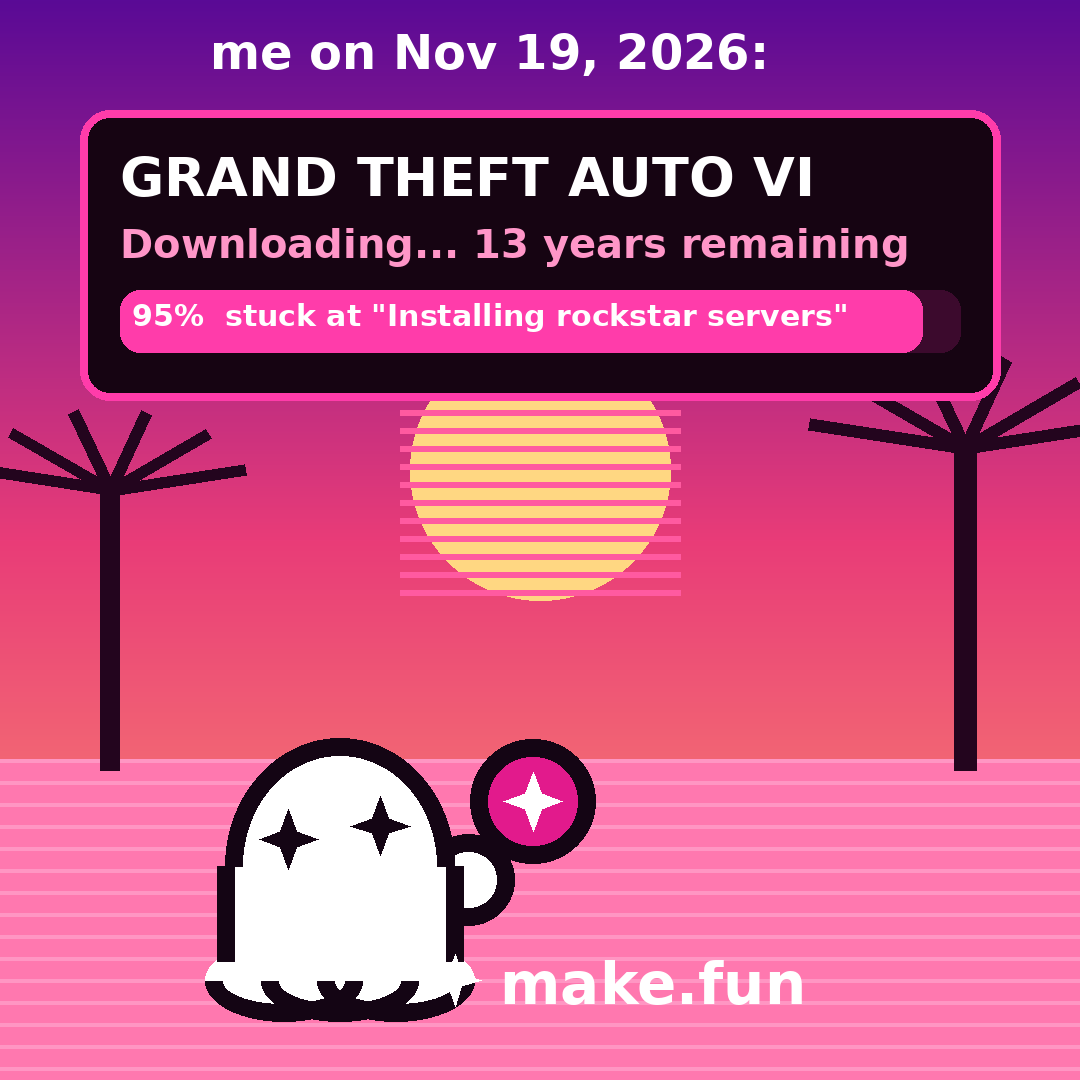 me on Nov 19, 2026:
GRAND THEFT AUTO VI
Downloading... 13 years remaining
95%  stuck at "Installing rockstar servers"
make.fun